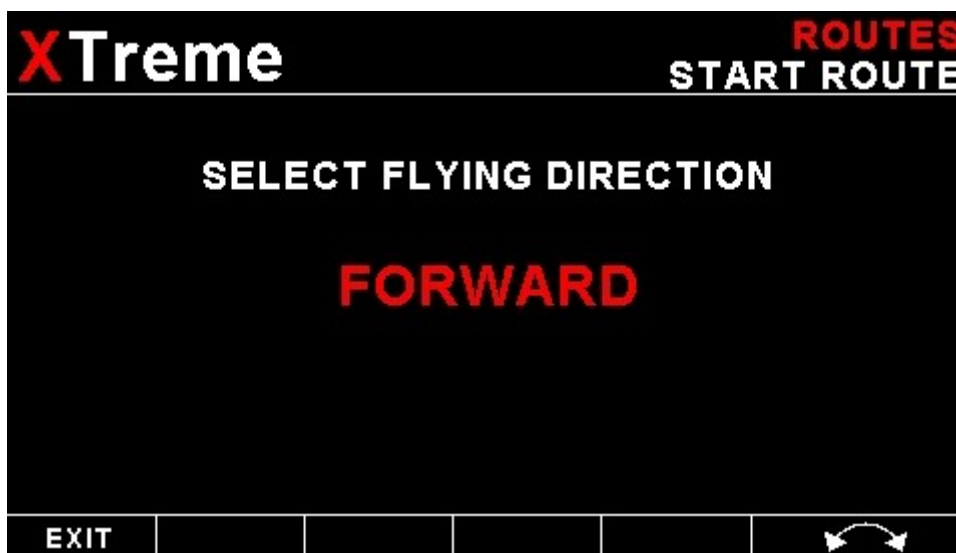 XTreme
ROUTES
START ROUTE
SELECT FLYING DIRECTION
FORWARD
EXIT